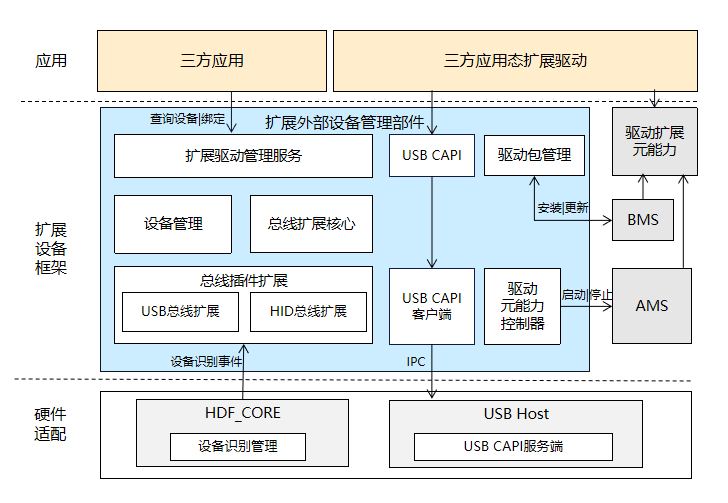 应用
三方应用
三方应用态扩展驱动
查询设备|绑定
扩展外部设备管理部件
扩展驱动管理服务
USB CAPI
驱动包管理
驱动扩展
元能力
安装|更新
BMS
设备管理
总线扩展核心
扩展
设备
框架
总线插件扩展
USB总线扩展
HID总线扩展
USB CAPI
客户端
驱动
元能力
控制器
启动|停止
AMS
设备识别事件
IPC
硬件
适配
HDF_CORE
设备识别管理
USB Host
USB CAPI服务端